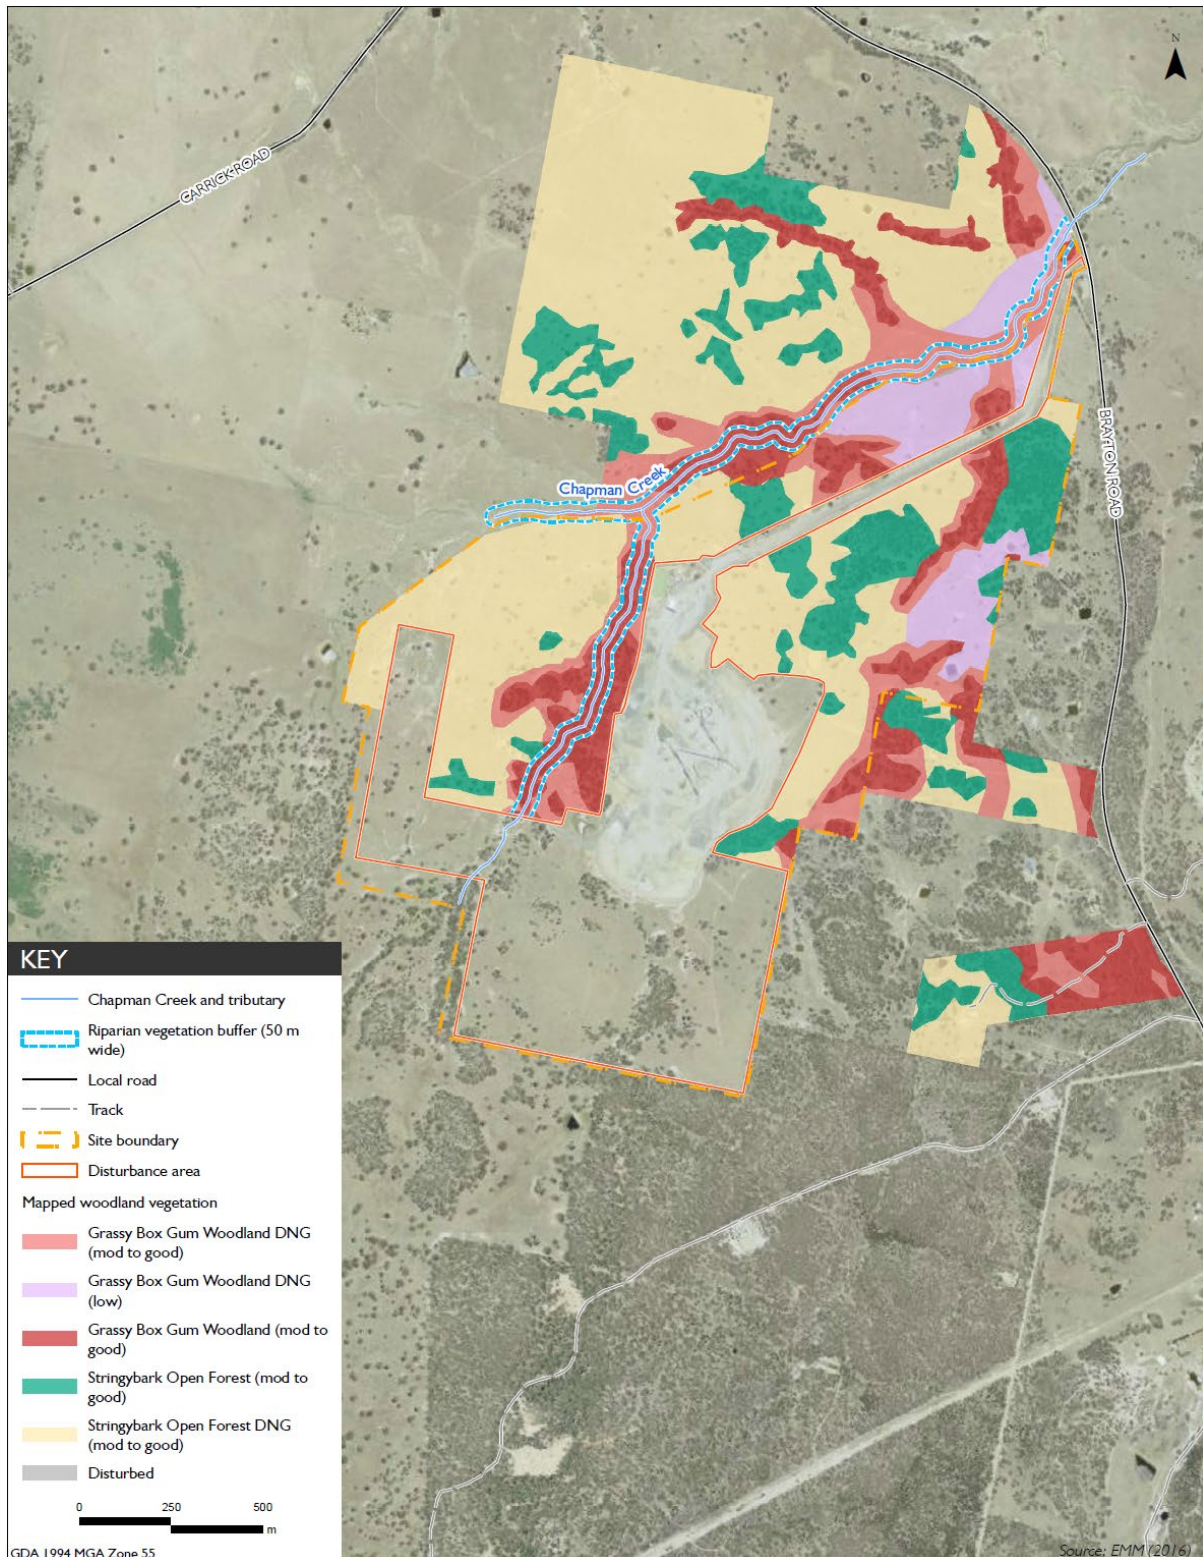 N
CARRICK ROAD
BRAYTON ROAD
Chapman Creek
KEY
Chapman Creek and tributary
Riparian vegetation buffer (50 m
wide)
Local road
Track
Site boundary
Disturbance area
Mapped woodland vegetation
Grassy Box Gum Woodland DNG
(mod to good)
Grassy Box Gum Woodland DNG
(low)
Grassy Box Gum Woodland (mod to
good)
Stringybark Open Forest (mod to
good)
Stringybark Open Forest DNG
(mod to good)
Disturbed
0 250 500
m
GDA 1994 MGA Zone 55
Source: EMM (2016)